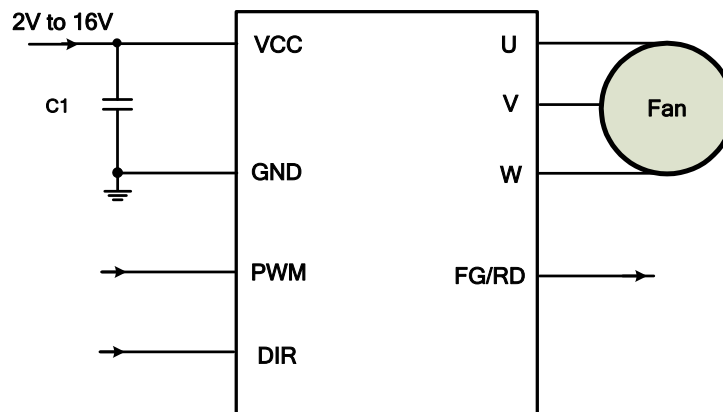 2V to 16V
VCC
U
C1
V
Fan
GND
W
PWM
FG/RD
DIR